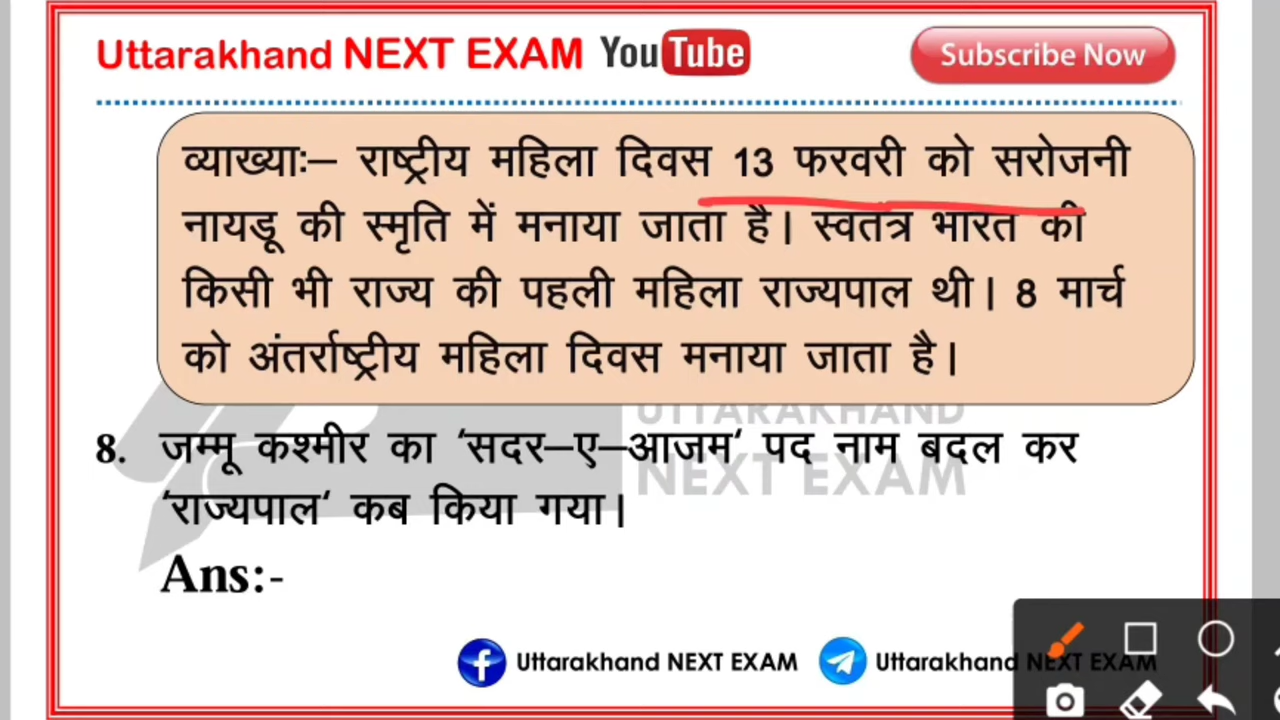 Uttarakhand NEXT EXAM YouTube Subscribe Now
व्याख्याः– राष्ट्रीय महिला दिवस 13 फरवरी को सरोजनी
नायडू की स्मृति में मनाया जाता है। स्वतंत्र भारत की
किसी भी राज्य की पहली महिला राज्यपाल थी। 8 मार्च
को अंतर्राष्ट्रीय महिला दिवस मनाया जाता है।
UTTARAKHAND
NEXT EXAM
8. जम्मू कश्मीर का ‘सदर–ए–आजम‘ पद नाम बदल कर
‘राज्यपाल‘ कब किया गया।
Ans:-
Uttarakhand NEXT EXAM Uttarakhand NEXT EXAM